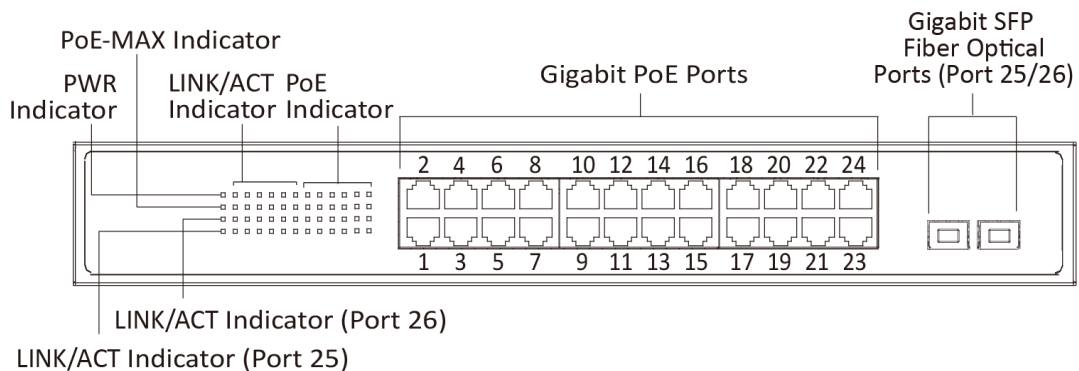 PoE-MAX Indicator
PWR
Indicator
LINK/ACT
Indicator
PoE
Indicator
Gigabit PoE Ports
Gigabit SFP
Fiber Optical
Ports (Port 25/26)
2 4 6 8 10 12 14 16 18 20 22 24
1 3 5 7 9 11 13 15 17 19 21 23
LINK/ACT Indicator (Port 26)
LINK/ACT Indicator (Port 25)